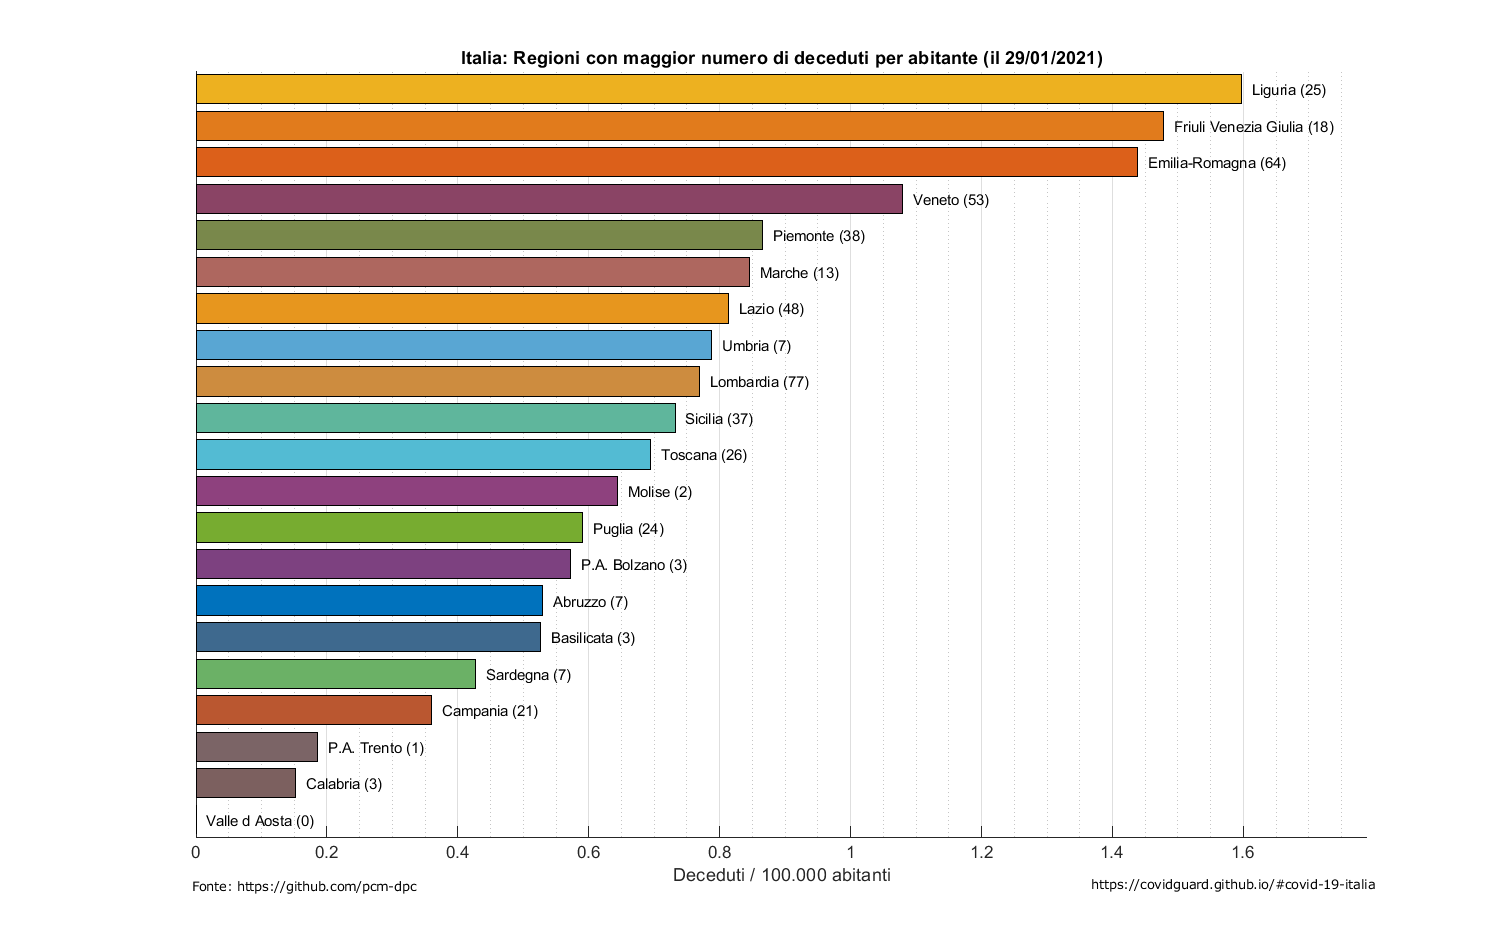 Italia: Regioni con maggior numero di deceduti per abitante (il 29/01/2021)
Liguria (25)
Friuli Venezia Giulia (18)
Emilia-Romagna (64)
Veneto (53)
Piemonte (38)
Marche (13)
Lazio (48)
Umbria (7)
Lombardia (77)
Sicilia (37)
Toscana (26)
Molise (2)
Puglia (24)
P.A. Bolzano (3)
Abruzzo (7)
Basilicata (3)
Sardegna (7)
Campania (21)
P.A. Trento (1)
Calabria (3)
Valle d Aosta (0)
0 0.2 0.4 0.6 0.8 1 1.2 1.4 1.6
Deceduti / 100.000 abitanti
Fonte: https://github.com/pcm-dpc
https://covidguard.github.io/#covid-19-italia